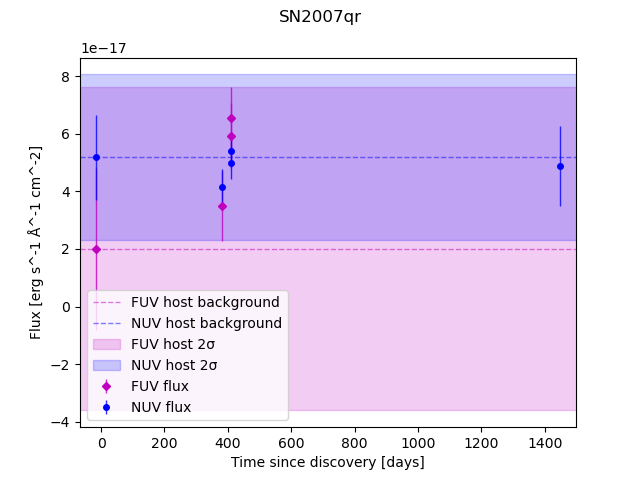 SN2007qr
1e−17
8
6
4
2
0
−2
−4
Flux [erg s^-1 Å^-1 cm^-2]
FUV host background
NUV host background
FUV host 2σ
NUV host 2σ
FUV flux
NUV flux
0 200 400 600 800 1000 1200 1400
Time since discovery [days]